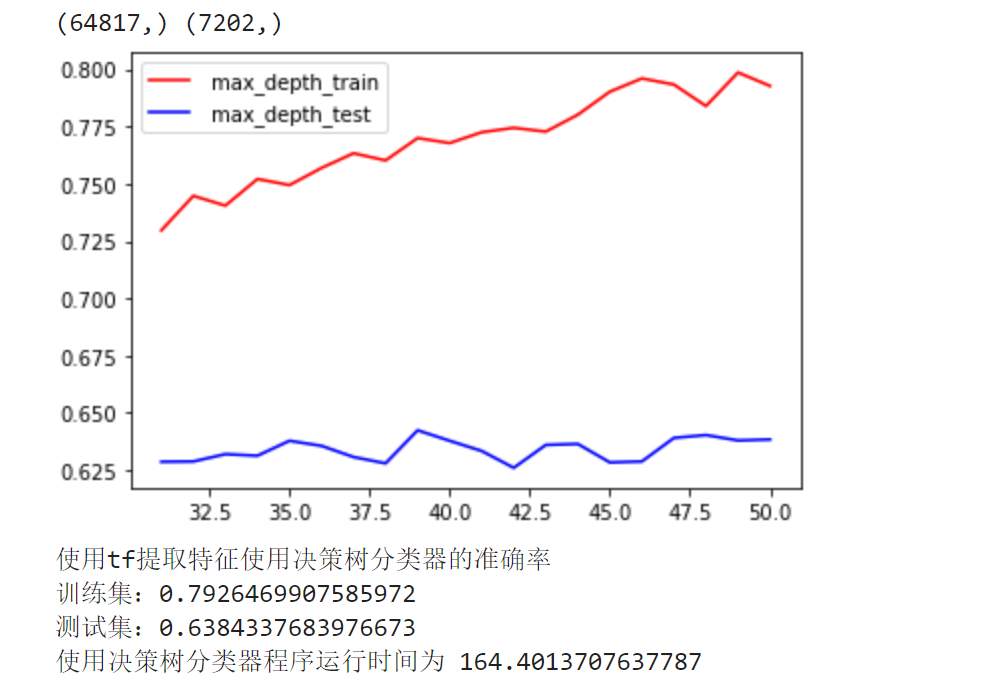 (64817,) (7202,)
0.800
0.775
0.750
0.725
0.700
0.675
0.650
0.625
max_depth_train
max_depth_test
32.5 35.0 37.5 40.0 42.5 45.0 47.5 50.0
使用tf提取特征使用决策树分类器的准确率
训练集：0.7926469907585972
测试集：0.6384337683976673
使用决策树分类器程序运行时间为 164.4013707637787